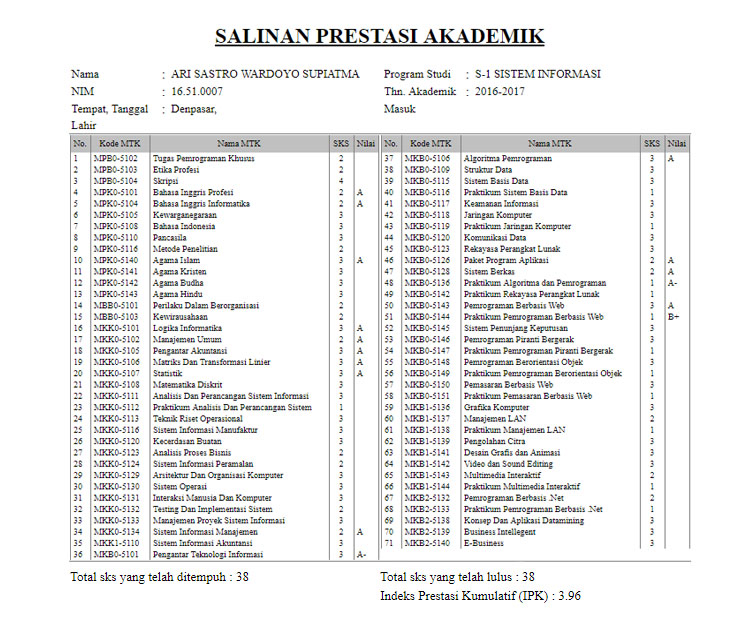 SALINAN PRESTASI AKADEMIK
Nama : ARI SASTRO WARDOYO SUPIATMA Program Studi : S-1 SISTEM INFORMASI
NIM : 16.51.0007 Thn. Akademik : 2016-2017
Tempat, Tanggal : Denpasar, Masuk
Lahir
No. Kode MTK Nama MTK SKS Nilai No. Kode MTK Nama MTK SKS Nilai
1 MPB0-5102 Tugas Pemrograman Khusus 2 37 MKB0-5106 Algoritma Pemrograman 3 A
2 MPB0-5103 Etika Profesi 2 38 MKB0-5109 Struktur Data 3
3 MPB0-5104 Skripsi 4 39 MKB0-5115 Sistem Basis Data 3
4 MPK0-5101 Bahasa Inggris Profesi 2 A 40 MKB0-5116 Praktikum Sistem Basis Data 1
5 MPK0-5104 Bahasa Inggris Informatika 2 A 41 MKB0-5117 Keamanan Informasi 3
6 MPK0-5105 Kewarganegaraan 3 42 MKB0-5118 Jaringan Komputer 3
7 MPK0-5108 Bahasa Indonesia 3 43 MKB0-5119 Praktikum Jaringan Komputer 1
8 MPK0-5110 Pancasila 3 44 MKB0-5120 Komunikasi Data 3
9 MPK0-5116 Metode Penelitian 2 45 MKB0-5123 Rekayasa Perangkat Lunak 3
10 MPK0-5140 Agama Islam 3 A 46 MKB0-5126 Paket Program Aplikasi 2 A
11 MPK0-5141 Agama Kristen 3 47 MKB0-5128 Sistem Berkas 2 A
12 MPK0-5142 Agama Budha 3 48 MKB0-5136 Praktikum Algoritma dan Pemrograman 1 A-
13 MPK0-5143 Agama Hindu 3 49 MKB0-5142 Praktikum Rekayasa Perangkat Lunak 1
14 MBB0-5101 Perilaku Dalam Berorganisasi 2 50 MKB0-5143 Pemrograman Berbasis Web 3 A
15 MBB0-5103 Kewirausahaan 2 51 MKB0-5144 Praktikum Pemrograman Berbasis Web 1 B+
16 MKK0-5101 Logika Informatika 3 A 52 MKB0-5145 Sistem Penunjang Keputusan 3
17 MKK0-5102 Manajemen Umum 2 A 53 MKB0-5146 Pemrograman Piranti Bergerak 3
18 MKK0-5105 Pengantar Akuntansi 3 A 54 MKB0-5147 Praktikum Pemrograman Piranti Bergerak 1
19 MKK0-5106 Matriks Dan Transformasi Linier 3 A 55 MKB0-5148 Pemrograman Berorientasi Objek 3
20 MKK0-5107 Statistik 3 A 56 MKB0-5149 Praktikum Pemrograman Berorientasi Objek 1
21 MKK0-5108 Matematika Diskrit 3 57 MKB0-5150 Pemasaran Berbasis Web 3
22 MKK0-5111 Analisis Dan Perancangan Sistem Informasi 3 58 MKB0-5151 Praktikum Pemasaran Berbasis Web 1
23 MKK0-5112 Praktikum Analisis Dan Perancangan Sistem 1 59 MKB1-5136 Grafika Komputer 3
24 MKK0-5113 Teknik Riset Operasional 3 60 MKB1-5137 Manajemen LAN 2
25 MKK0-5116 Sistem Informasi Manufaktur 3 61 MKB1-5138 Praktikum Manajemen LAN 1
26 MKK0-5120 Kecerdasan Buatan 3 62 MKB1-5139 Pengolahan Citra 3
27 MKK0-5123 Analisis Proses Bisnis 2 63 MKB1-5141 Desain Grafis dan Animasi 3
28 MKK0-5124 Sistem Informasi Peramalan 2 64 MKB1-5142 Video dan Sound Editing 3
29 MKK0-5129 Arsitektur Dan Organisasi Komputer 3 65 MKB1-5143 Multimedia Interaktif 2
30 MKK0-5130 Sistem Operasi 3 66 MKB1-5144 Praktikum Multimedia Interaktif 1
31 MKK0-5131 Interaksi Manusia Dan Komputer 3 67 MKB2-5132 Pemrograman Berbasis .Net 2
32 MKK0-5132 Testing Dan Implementasi Sistem 2 68 MKB2-5133 Praktikum Pemrograman Berbasis .Net 1
33 MKK0-5133 Manajemen Proyek Sistem Informasi 3 69 MKB2-5138 Konsep Dan Aplikasi Datamining 3
34 MKK0-5134 Sistem Informasi Manajemen 2 A 70 MKB2-5139 Business Intellegent 3
35 MKK1-5110 Sistem Informasi Akuntansi 3 71 MKB2-5140 E-Business 3
36 MKB0-5101 Pengantar Teknologi Informasi 3 A-
Total sks yang telah ditempuh : 38 Total sks yang telah lulus : 38
Indeks Prestasi Kumulatif (IPK) : 3.96